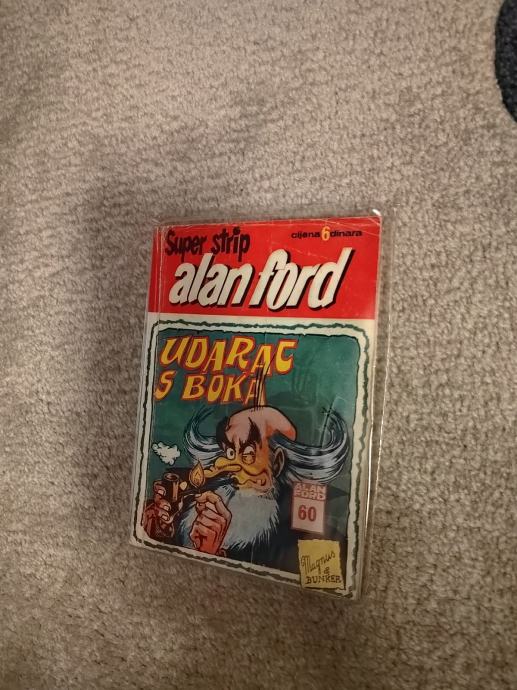 Super strip
cijena 6 dinara
alan ford
UDARAC
S BOKA
ALAN
FORD
60
Magnus
&
BUNKER